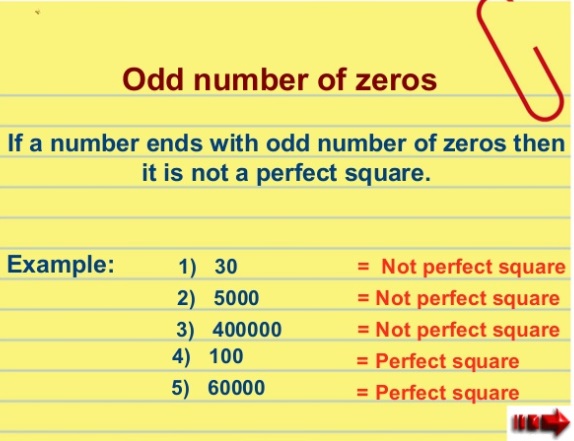 Odd number of zeros
If a number ends with odd number of zeros then
it is not a perfect square.
Example: 1) 30 = Not perfect square
2) 5000 = Not perfect square
3) 400000 = Not perfect square
4) 100 = Perfect square
5) 60000 = Perfect square